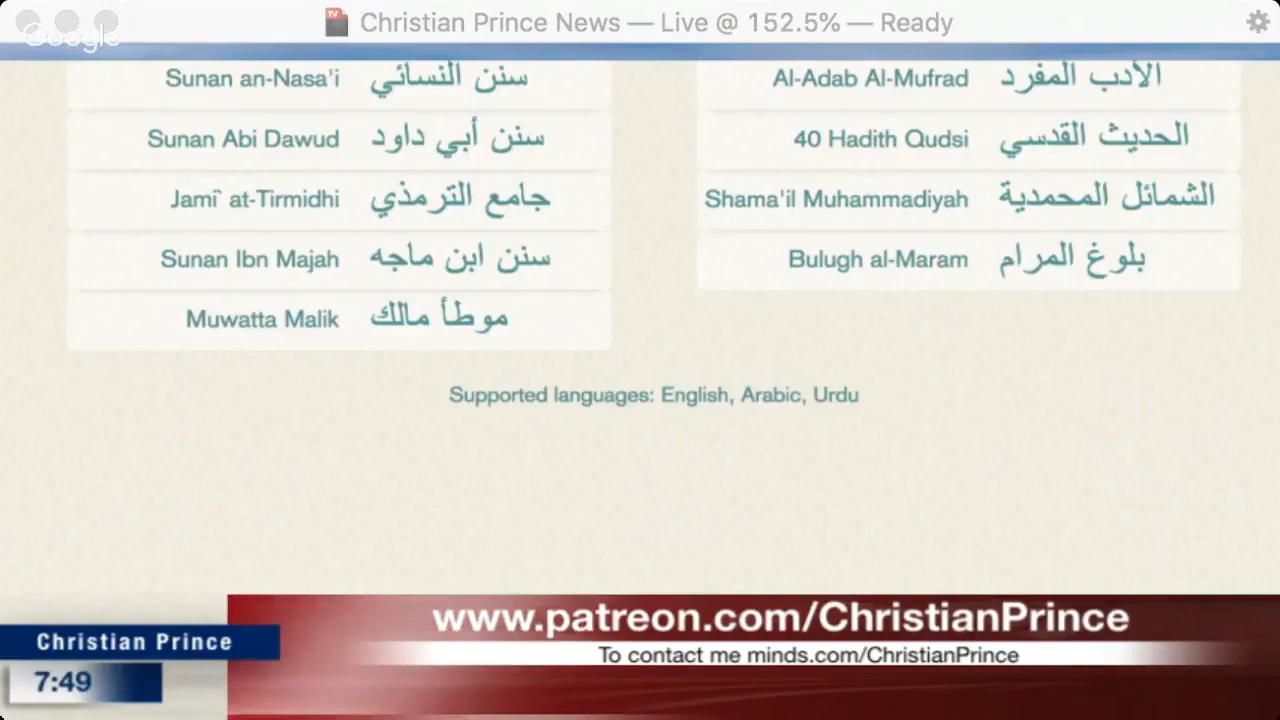 Google
TV
Christian Prince News — Live @ 152.5% — Ready
Sunan an-Nasa'i سنن النسائي
Sunan Abi Dawud سنن أبي داود
Jami` at-Tirmidhi جامع الترمذي
Sunan Ibn Majah سنن ابن ماجه
Muwatta Malik موطأ مالك
Al-Adab Al-Mufrad الأدب المفرد
40 Hadith Qudsi الحديث القدسي
Shama'il Muhammadiyah الشمائل المحمدية
Bulugh al-Maram بلوغ المرام
Supported languages: English, Arabic, Urdu
www.patreon.com/ChristianPrince
To contact me minds.com/ChristianPrince
Christian Prince
7:49